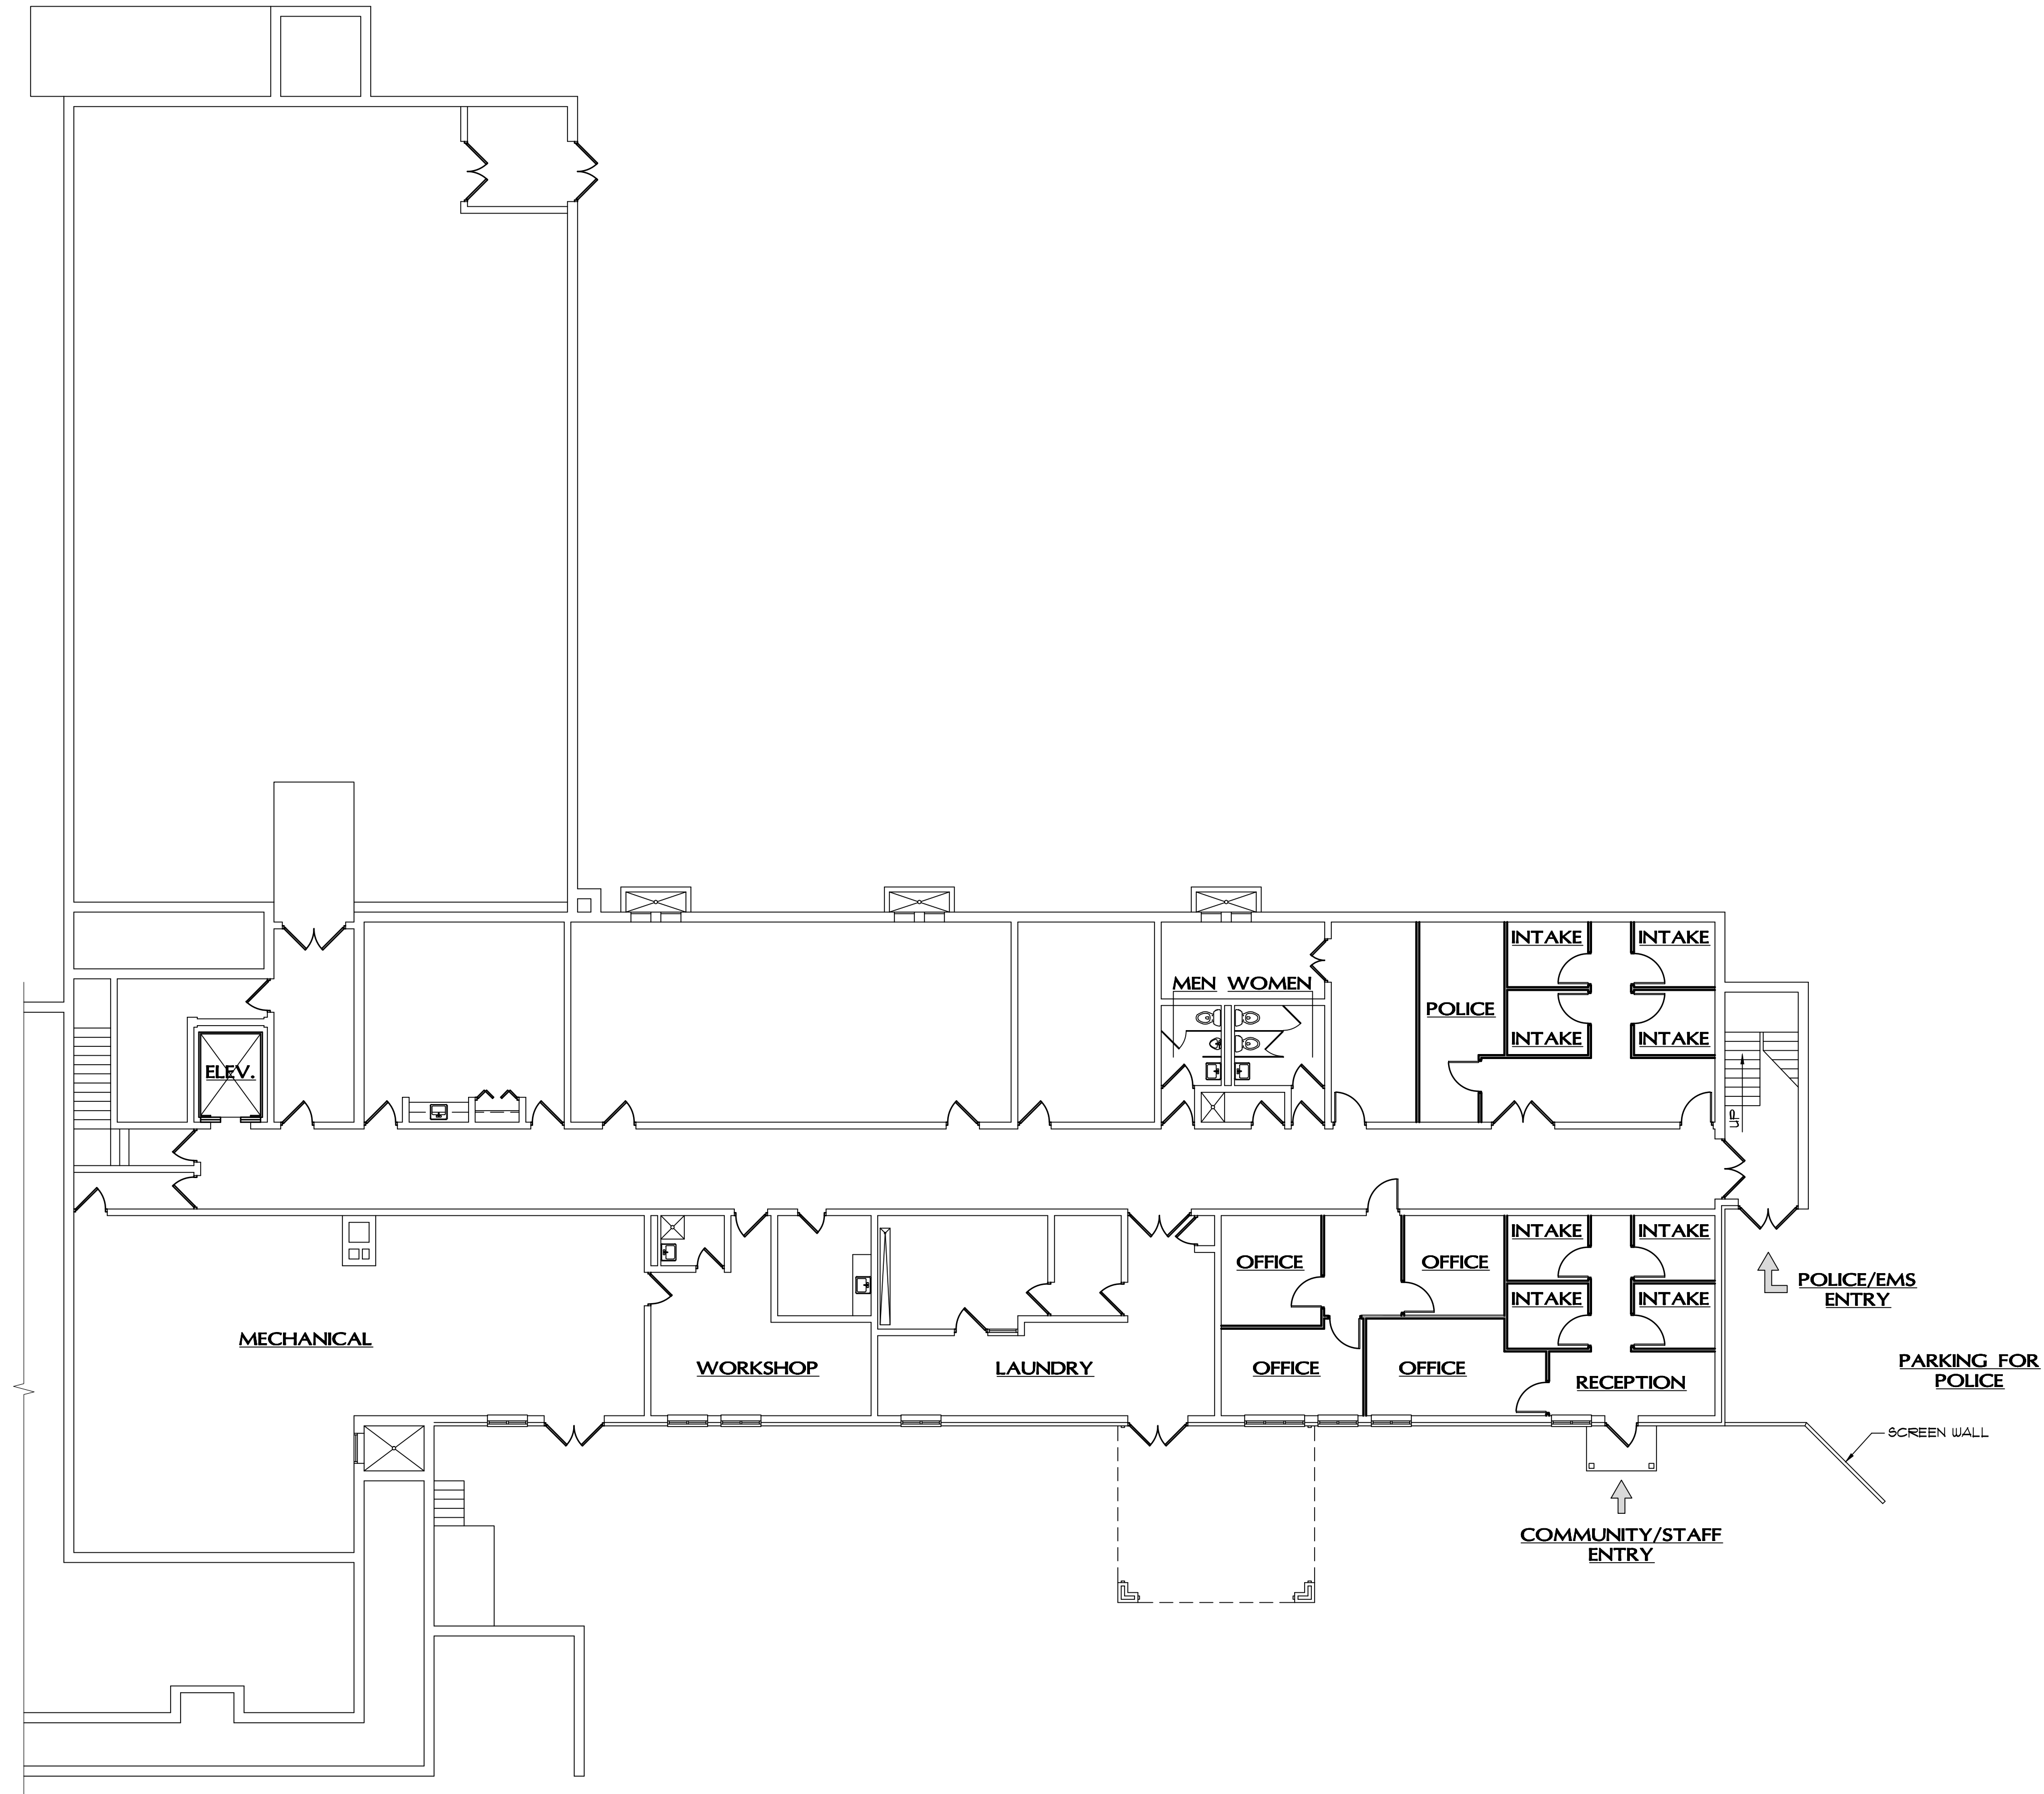 INTAKE INTAKE
MEN WOMEN
POLICE
INTAKE INTAKE
ELEV.
UP
INTAKE INTAKE
OFFICE OFFICE
POLICE/EMS
ENTRY
INTAKE INTAKE
MECHANICAL
WORKSHOP
LAUNDRY
OFFICE OFFICE
RECEPTION
PARKING FOR
POLICE
SCREEN WALL
COMMUNITY/STAFF
ENTRY